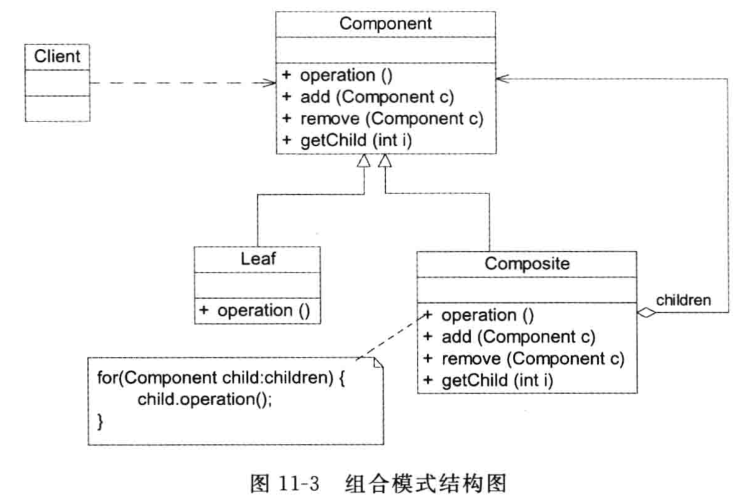 Component
Client
+ operation ()
+ add (Component c)
+ remove (Component c)
+ getChild (int i)
Leaf
+ operation ()
Composite
+ operation ()
+ add (Component c)
+ remove (Component c)
+ getChild (int i)
children
for(Component child:children) {
child.operation();
}
图 11-3 组合模式结构图